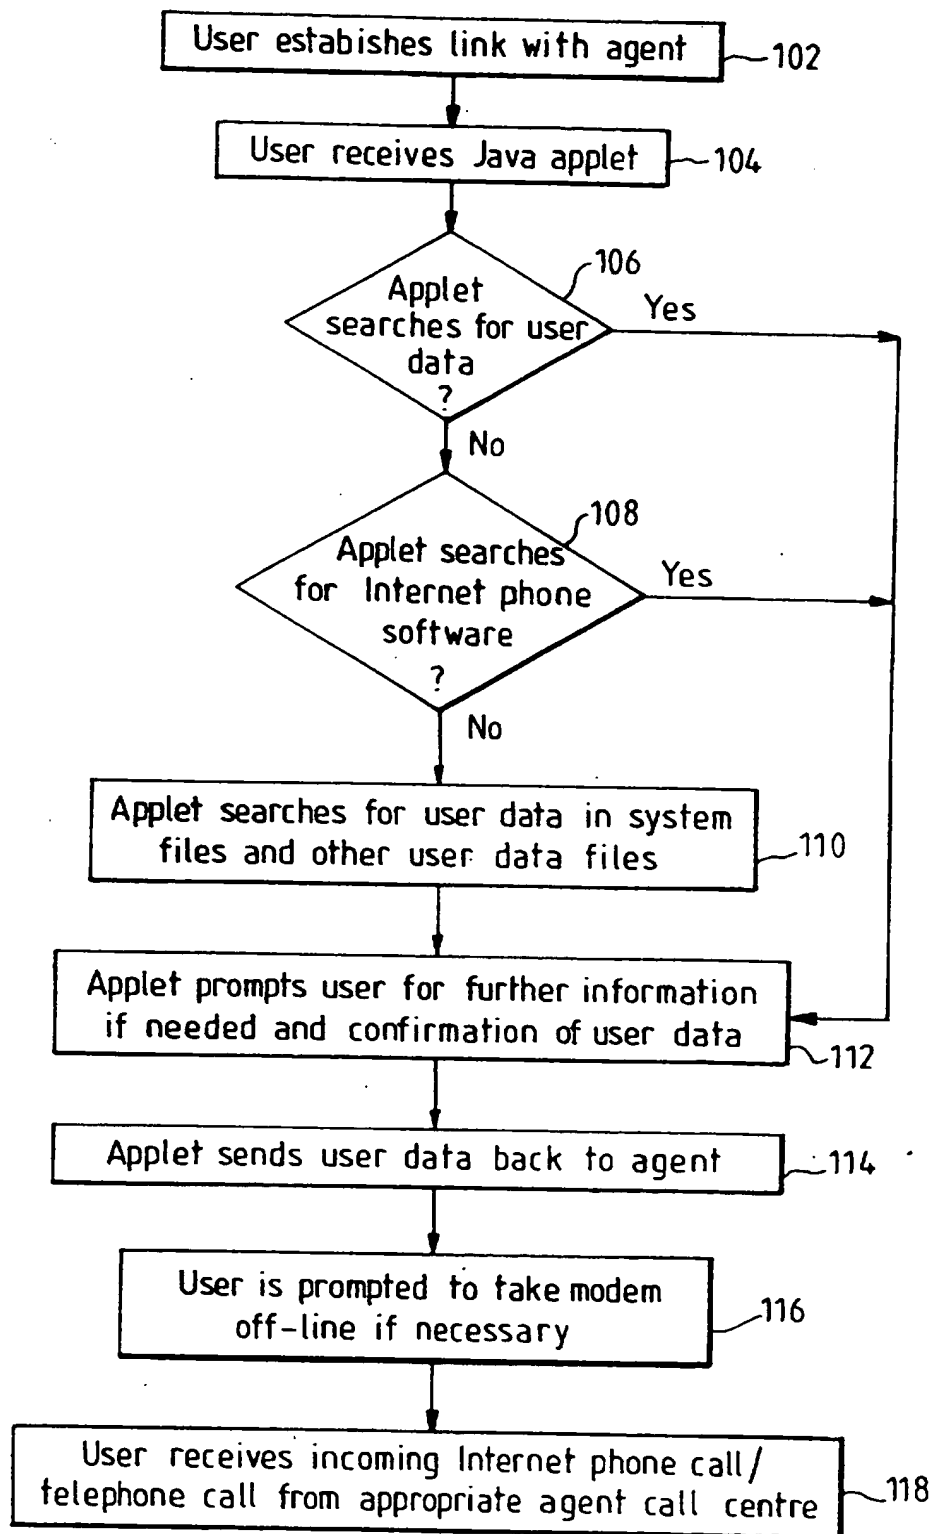 User estabishes link with agent
102
User receives Java applet
104
106
Applet
searches for user
data
?
Yes
No
108
Applet searches
for Internet phone
software
?
Yes
No
Applet searches for user data in system
files and other user data files
110
Applet prompts user for further information
if needed and confirmation of user data
112
Applet sends user data back to agent
114
User is prompted to take modem
off-line if necessary
116
User receives incoming Internet phone call/
telephone call from appropriate agent call centre
118